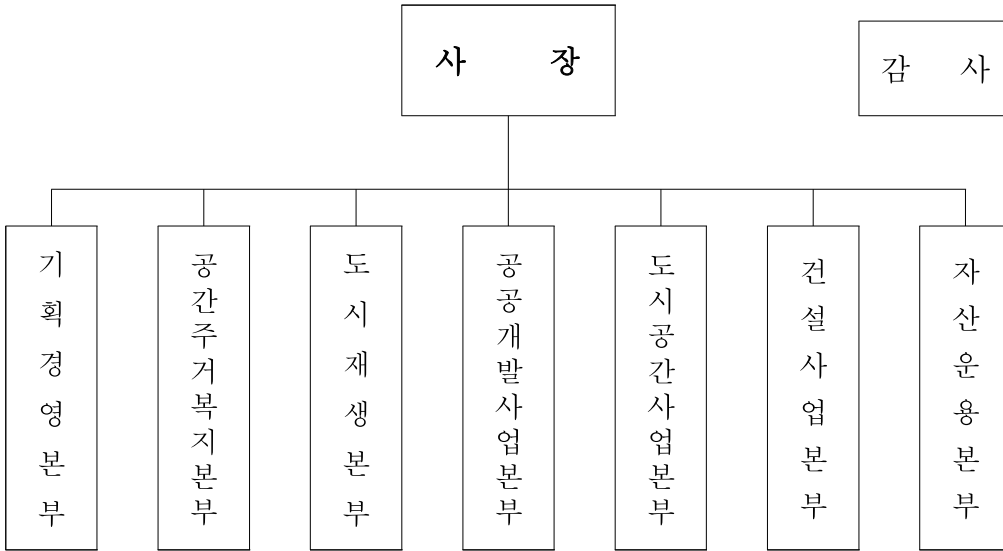 사 장
감 사
기획경영본부
공간주거복지본부
도시재생본부
공공개발사업본부
도시공간사업본부
건설사업본부
자산운용본부